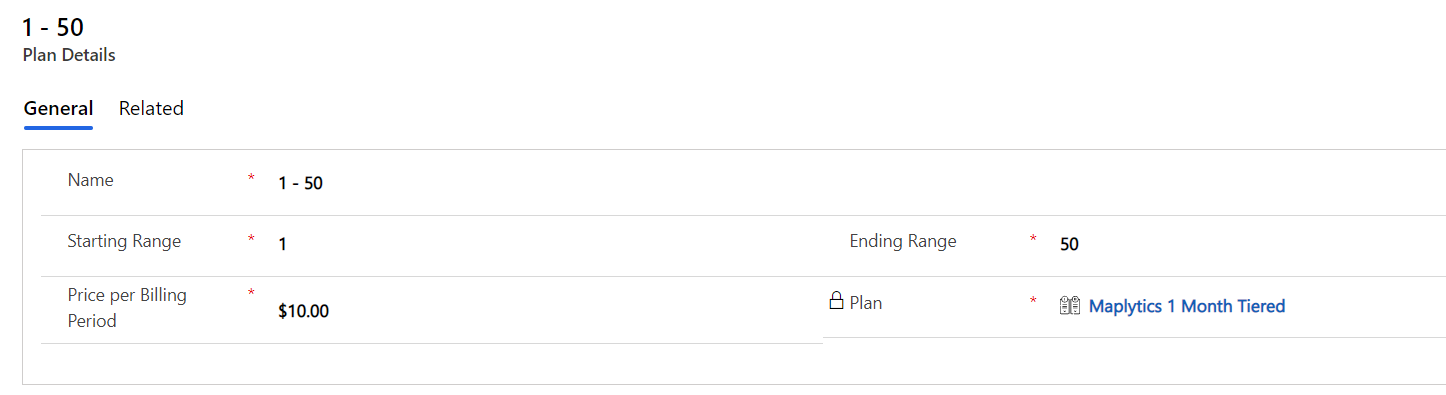 1 - 50
Plan Details
General Related
Name * 1 - 50
Starting Range * 1 Ending Range * 50
Price per Billing Period * $10.00 Plan * Maplytics 1 Month Tiered